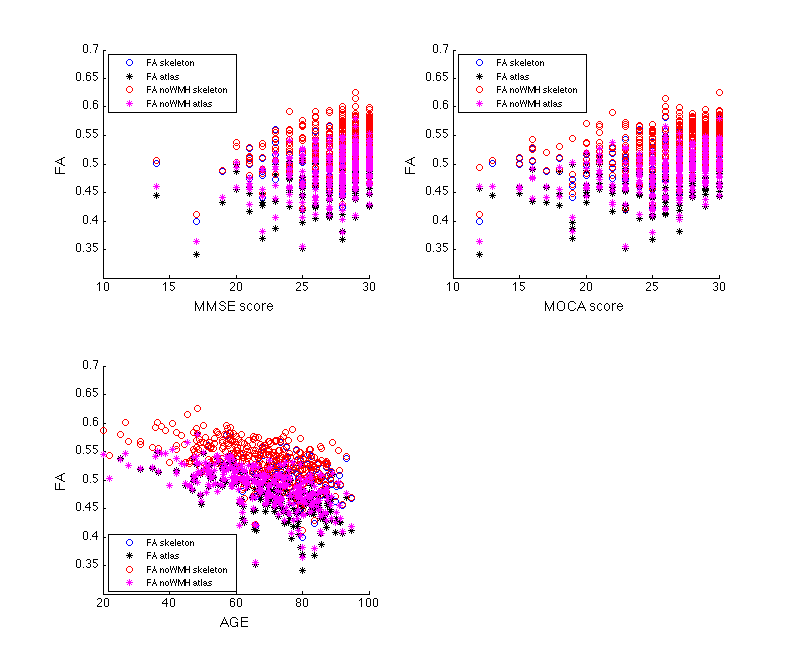 0.7
0.65
0.6
0.55
0.5
0.45
0.4
0.35
FA
10
15
20
25
30
MMSE score
FA skeleton
FA atlas
FA noWMH skeleton
FA noWMH atlas
0.7
0.65
0.6
0.55
0.5
0.45
0.4
0.35
FA
10
15
20
25
30
MOCA score
FA skeleton
FA atlas
FA noWMH skeleton
FA noWMH atlas
0.7
0.65
0.6
0.55
0.5
0.45
0.4
0.35
FA
20
40
60
80
100
AGE
FA skeleton
FA atlas
FA noWMH skeleton
FA noWMH atlas